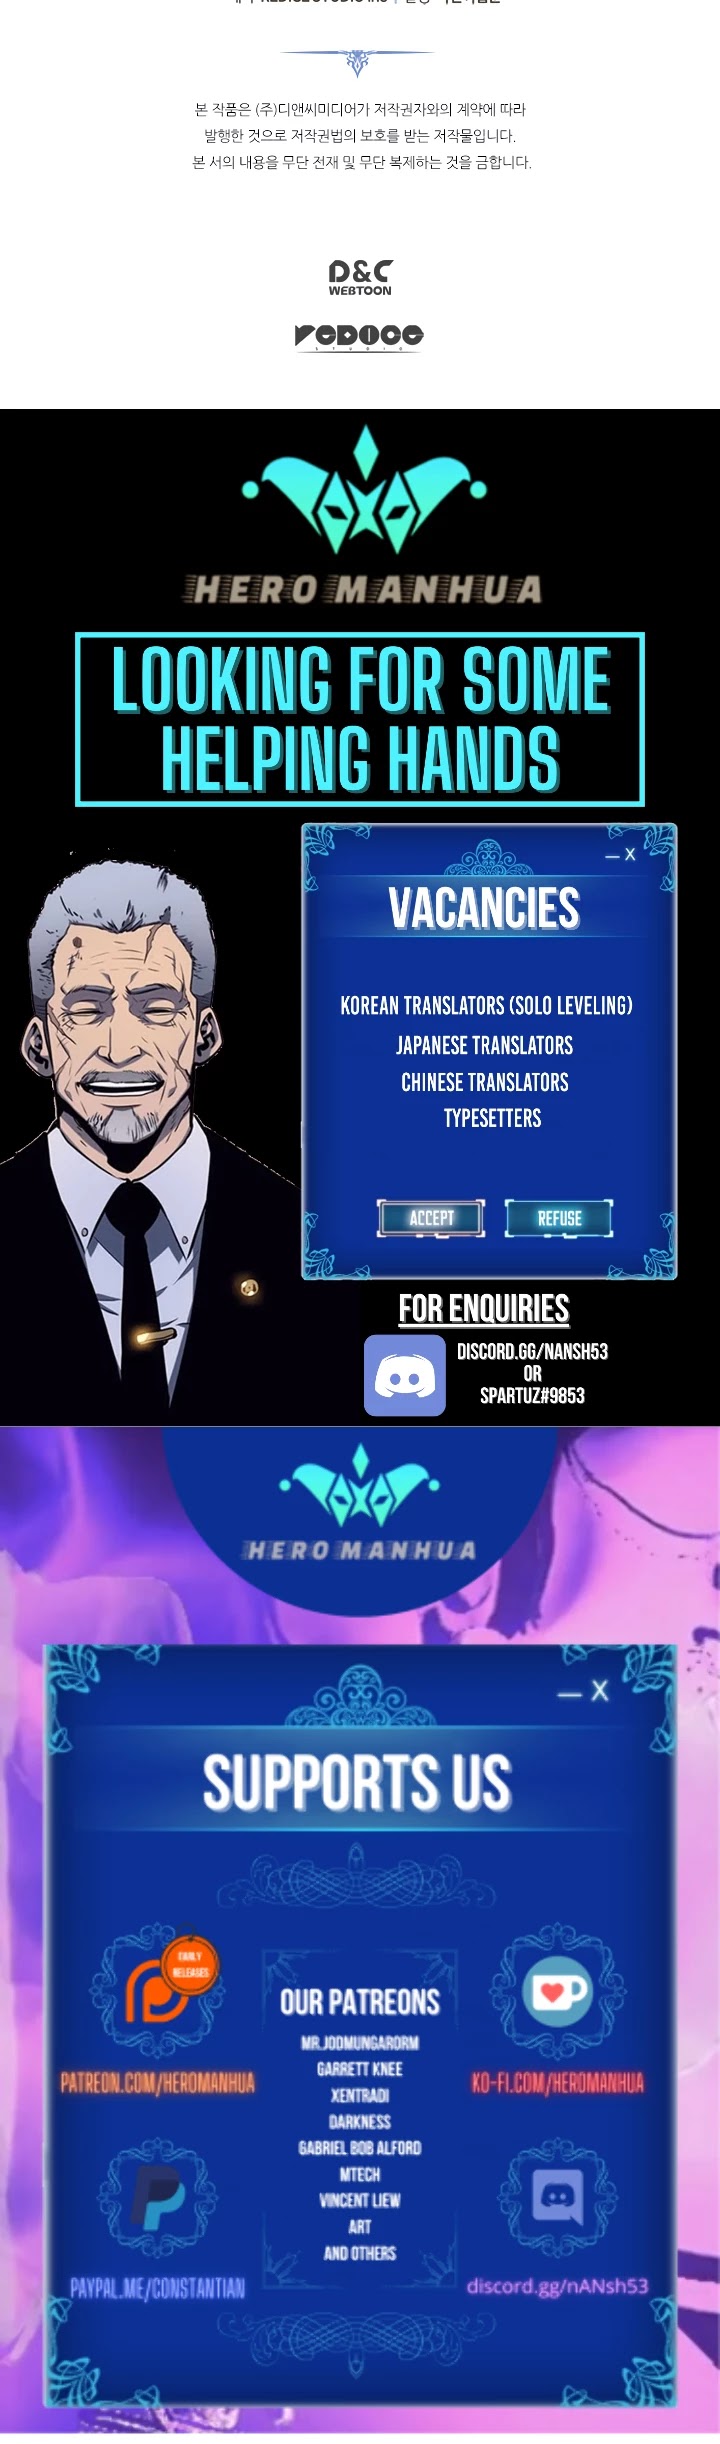 본 작품은 (주)디앤씨미디어가 저작권자와의 계약에 따라
발행한 것으로 저작권법의 보호를 받는 저작물입니다.
본 서의 내용을 무단 전재 및 무단 복제하는 것을 금합니다.
D&C
WEBTOON
REDICE
STUDIO
HERO MANHUA
LOOKING FOR SOME
HELPING HANDS
— X
VACANCIES
KOREAN TRANSLATORS (SOLO LEVELING)
JAPANESE TRANSLATORS
CHINESE TRANSLATORS
TYPESETTERS
ACCEPT REFUSE
FOR ENQUIRIES
DISCORD.GG/NANSH53
OR
SPARTUZ#9853
HERO MANHUA
— X
SUPPORTS US
EARLY
RELEASES
PATREON.COM/HEROMANHUA
OUR PATREONS
MR.JODMUNGARORM
GARRETT KNEE
XENTRADI
DARKNESS
GABRIEL BOB ALFORD
MTECH
VINCENT LIEW
ART
AND OTHERS
KO-FI.COM/HEROMANHUA
PAYPAL.ME/CONSTANTIAN
discord.gg/nANsh53